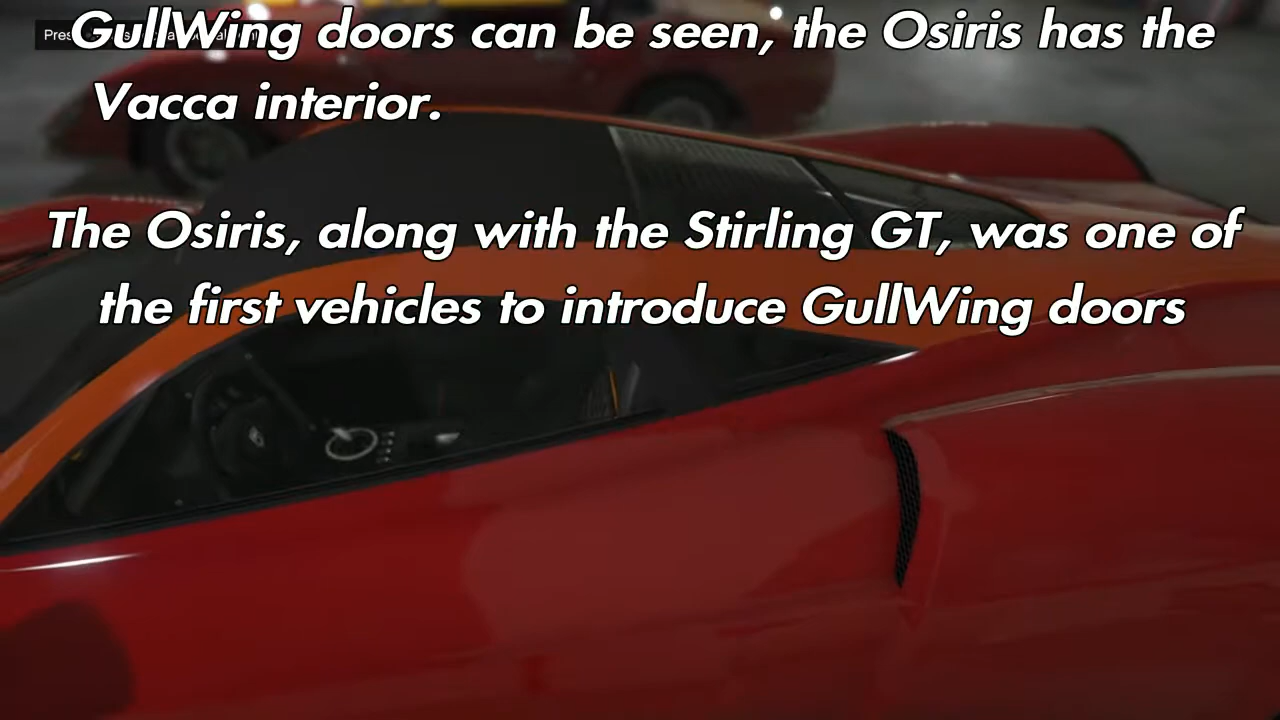 GullWing doors can be seen, the Osiris has the
Vacca interior.
The Osiris, along with the Stirling GT, was one of
the first vehicles to introduce GullWing doors